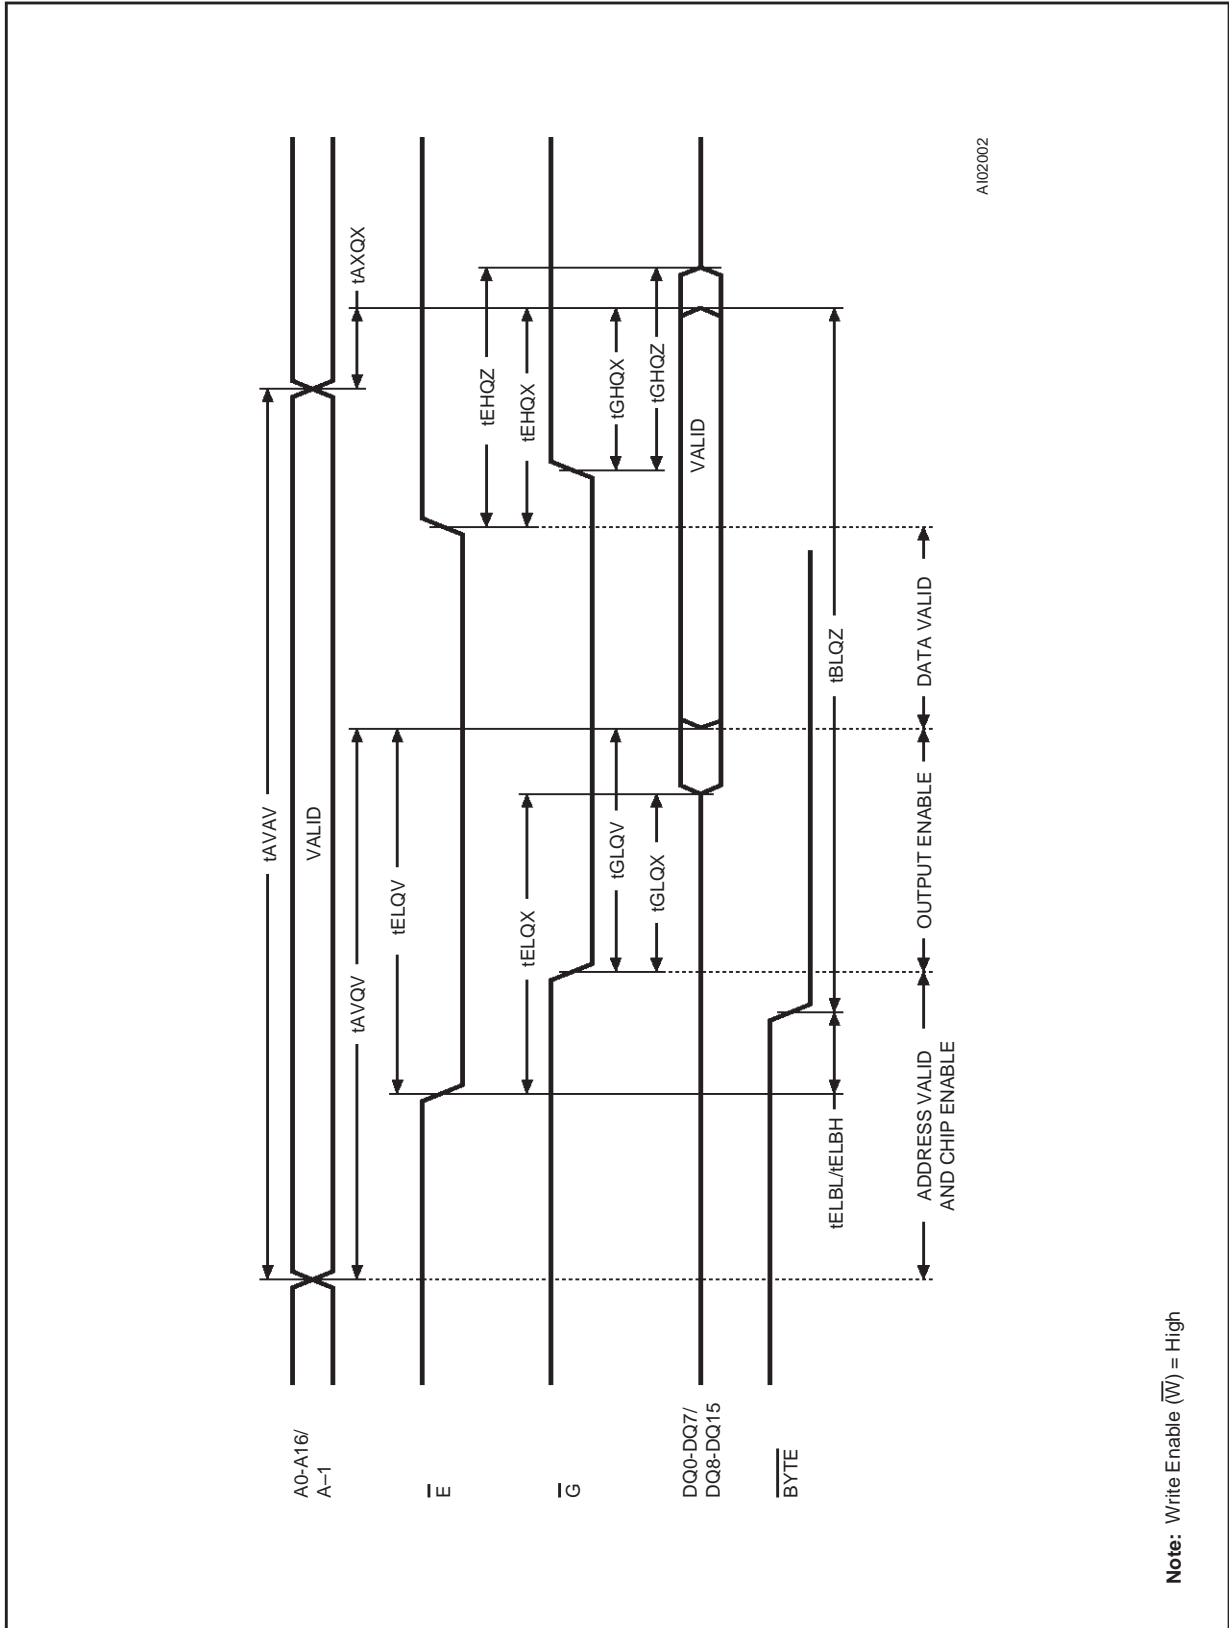 tAVAV
A0-A16/
A–1
VALID
tAVQV
tAXQX
tELQV
E
tEHQZ
tELQX
tEHQX
G
tGLQV
tGHQX
tGLQX
tGHQZ
DQ0-DQ7/
DQ8-DQ15
VALID
BYTE
tELBL/tELBH
tBLQZ
ADDRESS VALID
AND CHIP ENABLE
OUTPUT ENABLE
DATA VALID
AI02002
Note: Write Enable (W̅) = High